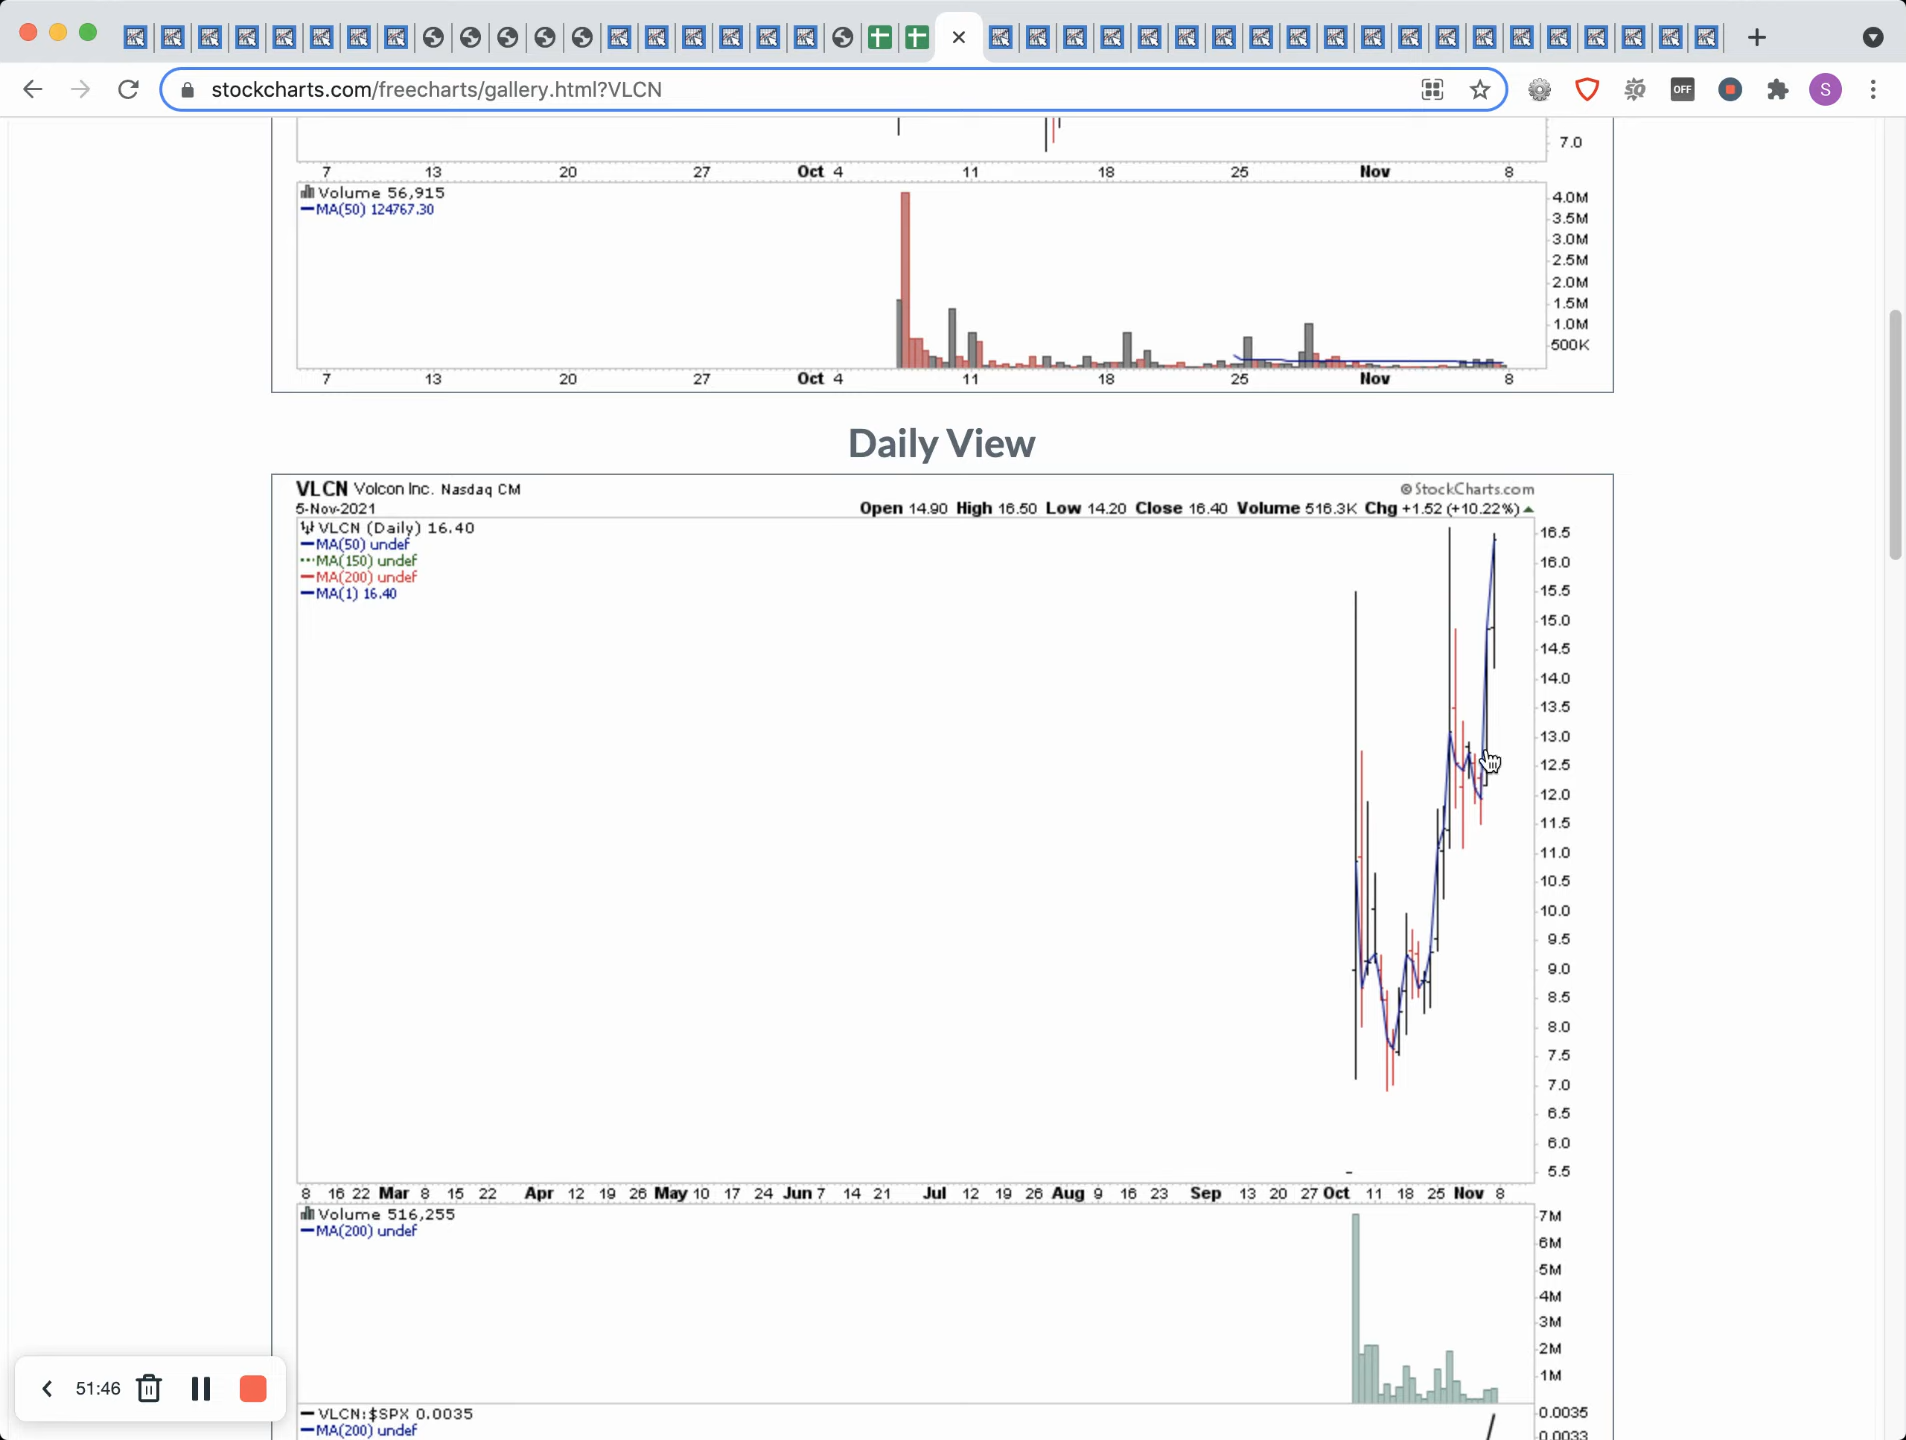 stockcharts.com/freecharts/gallery.html?VLCN
OFF
S
7.0
7 13 20 27 Oct 4 11 18 25 Nov 8
Volume 56,915
MA(50) 124767.30
4.0M
3.5M
3.0M
2.5M
2.0M
1.5M
1.0M
500K
7 13 20 27 Oct 4 11 18 25 Nov 8
Daily View
VLCN Volcon Inc. Nasdaq CM
© StockCharts.com
5-Nov-2021
Open 14.90 High 16.50 Low 14.20 Close 16.40 Volume 516.3K Chg +1.52 (+10.22%)
VLCN (Daily) 16.40
MA(50) undef
MA(150) undef
MA(200) undef
MA(1) 16.40
16.5
16.0
15.5
15.0
14.5
14.0
13.5
13.0
12.5
12.0
11.5
11.0
10.5
10.0
9.5
9.0
8.5
8.0
7.5
7.0
6.5
6.0
5.5
8 16 22 Mar 8 15 22 Apr 12 19 26 May 10 17 24 Jun 7 14 21 Jul 12 19 26 Aug 9 16 23 Sep 13 20 27 Oct 11 18 25 Nov 8
Volume 516,255
MA(200) undef
7M
6M
5M
4M
3M
2M
1M
51:46
VLCN:$SPX 0.0035
MA(200) undef
0.0035
0.0033